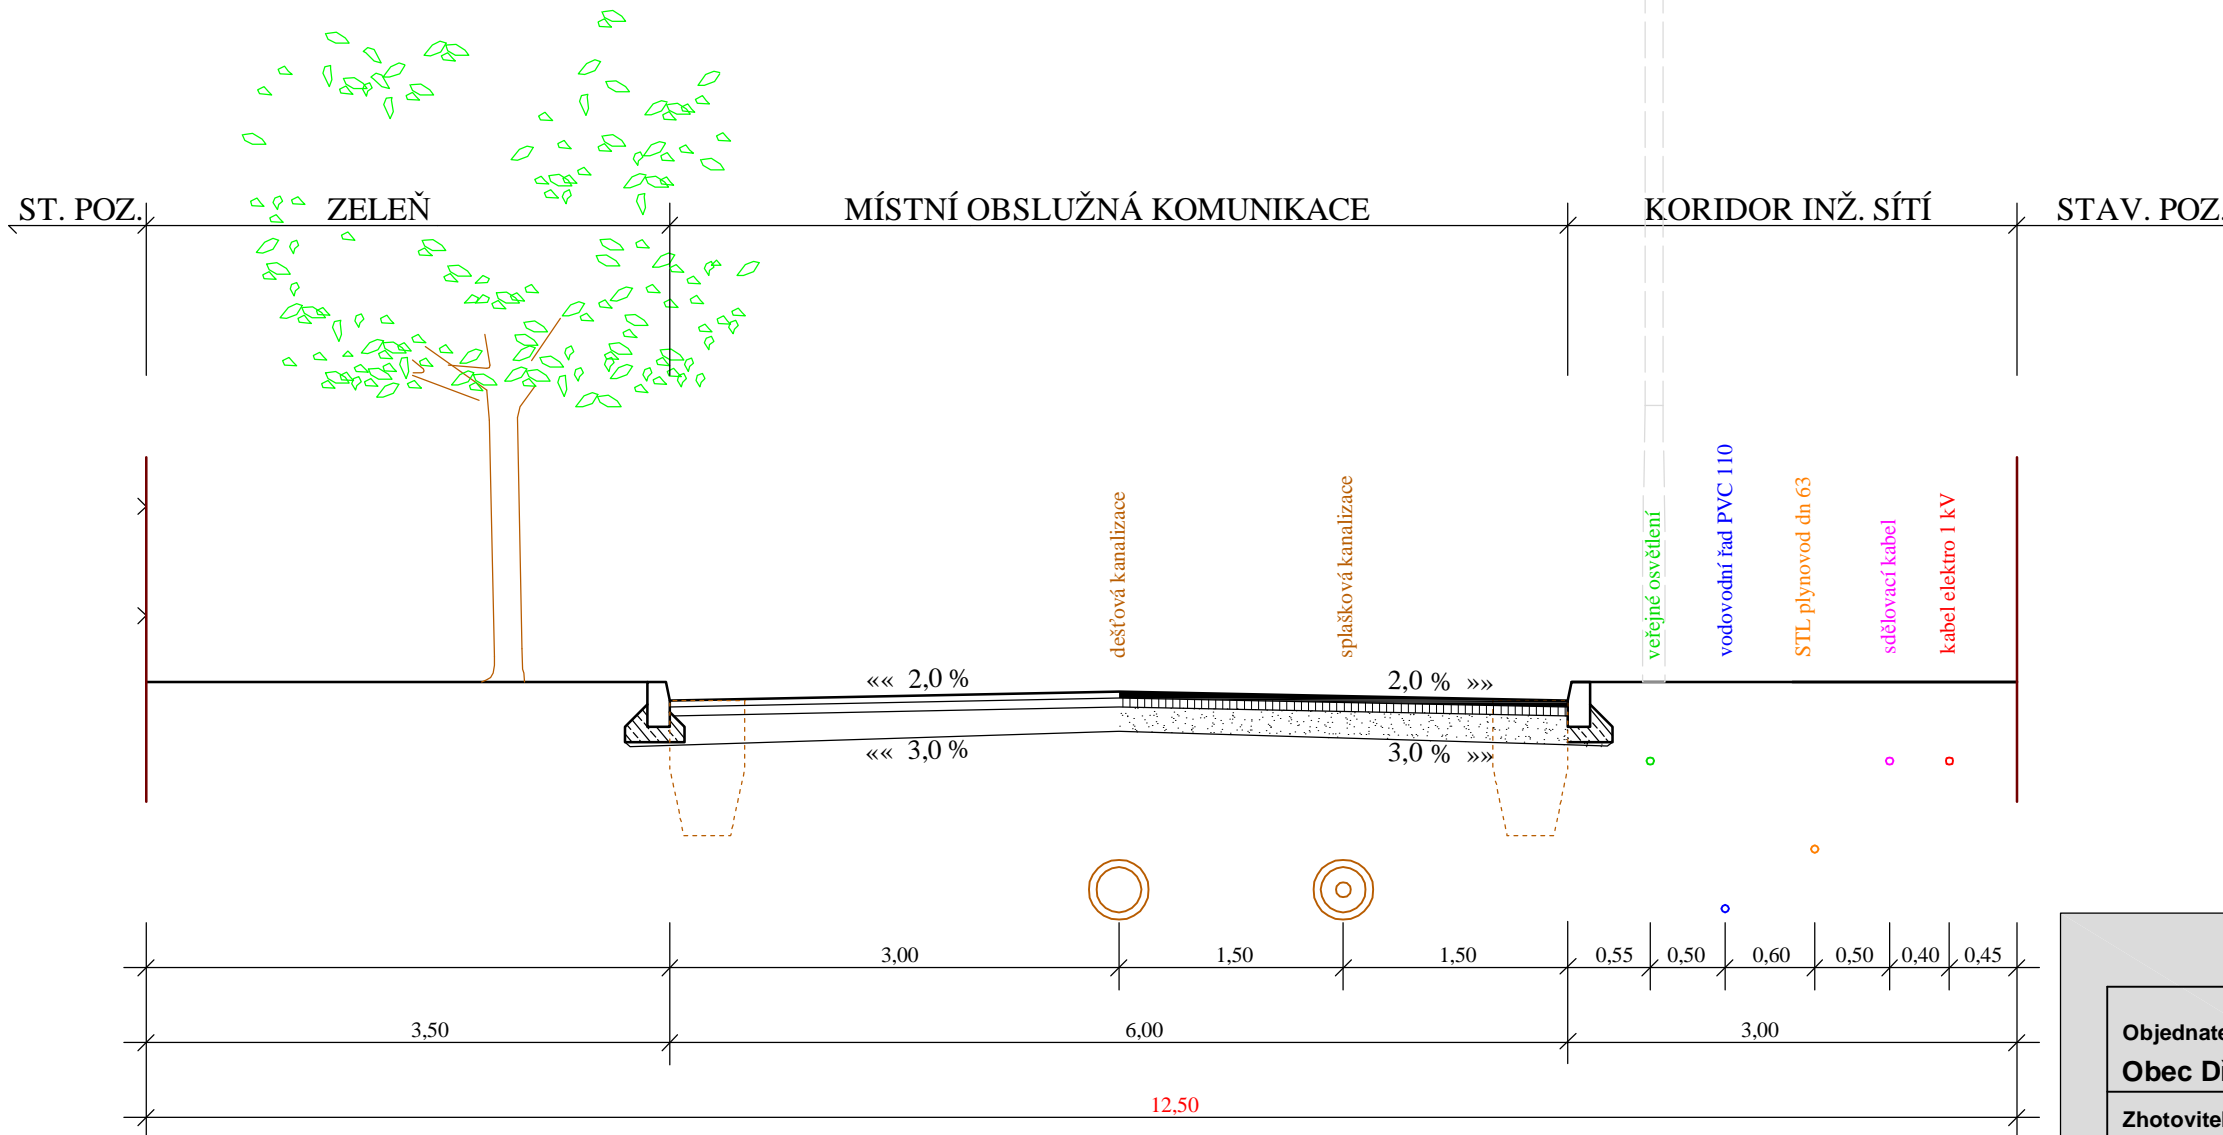 ST. POZ. ZELEŇ MÍSTNÍ OBSLUŽNÁ KOMUNIKACE KORIDOR INŽ. SÍTÍ STAV. POZ.
dešťová kanalizace
splašková kanalizace
veřejné osvětlení
vodovodní řad PVC 110
STL plynovod dn 63
sdělovací kabel
kabel elektro 1 kV
«« 2,0 % 2,0 % »»
«« 3,0 % 3,0 % »»
3,00 1,50 1,50 0,55 0,50 0,60 0,50 0,40 0,45
3,50 6,00 3,00
12,50
Obec